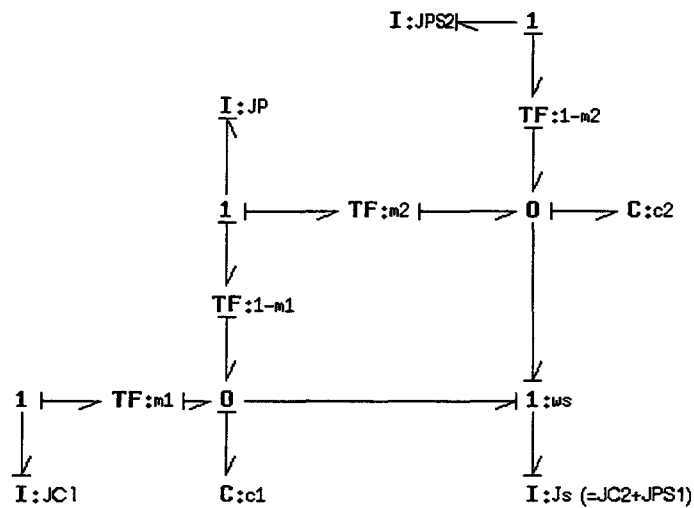 I:JPS2 1
TF:1-m2
I:JP
1 TF:m2 0 C:c2
TF:1-m1
1 TF:m1 0 1:ws
I:JC1 C:c1 I:Js (=JC2+JPS1)